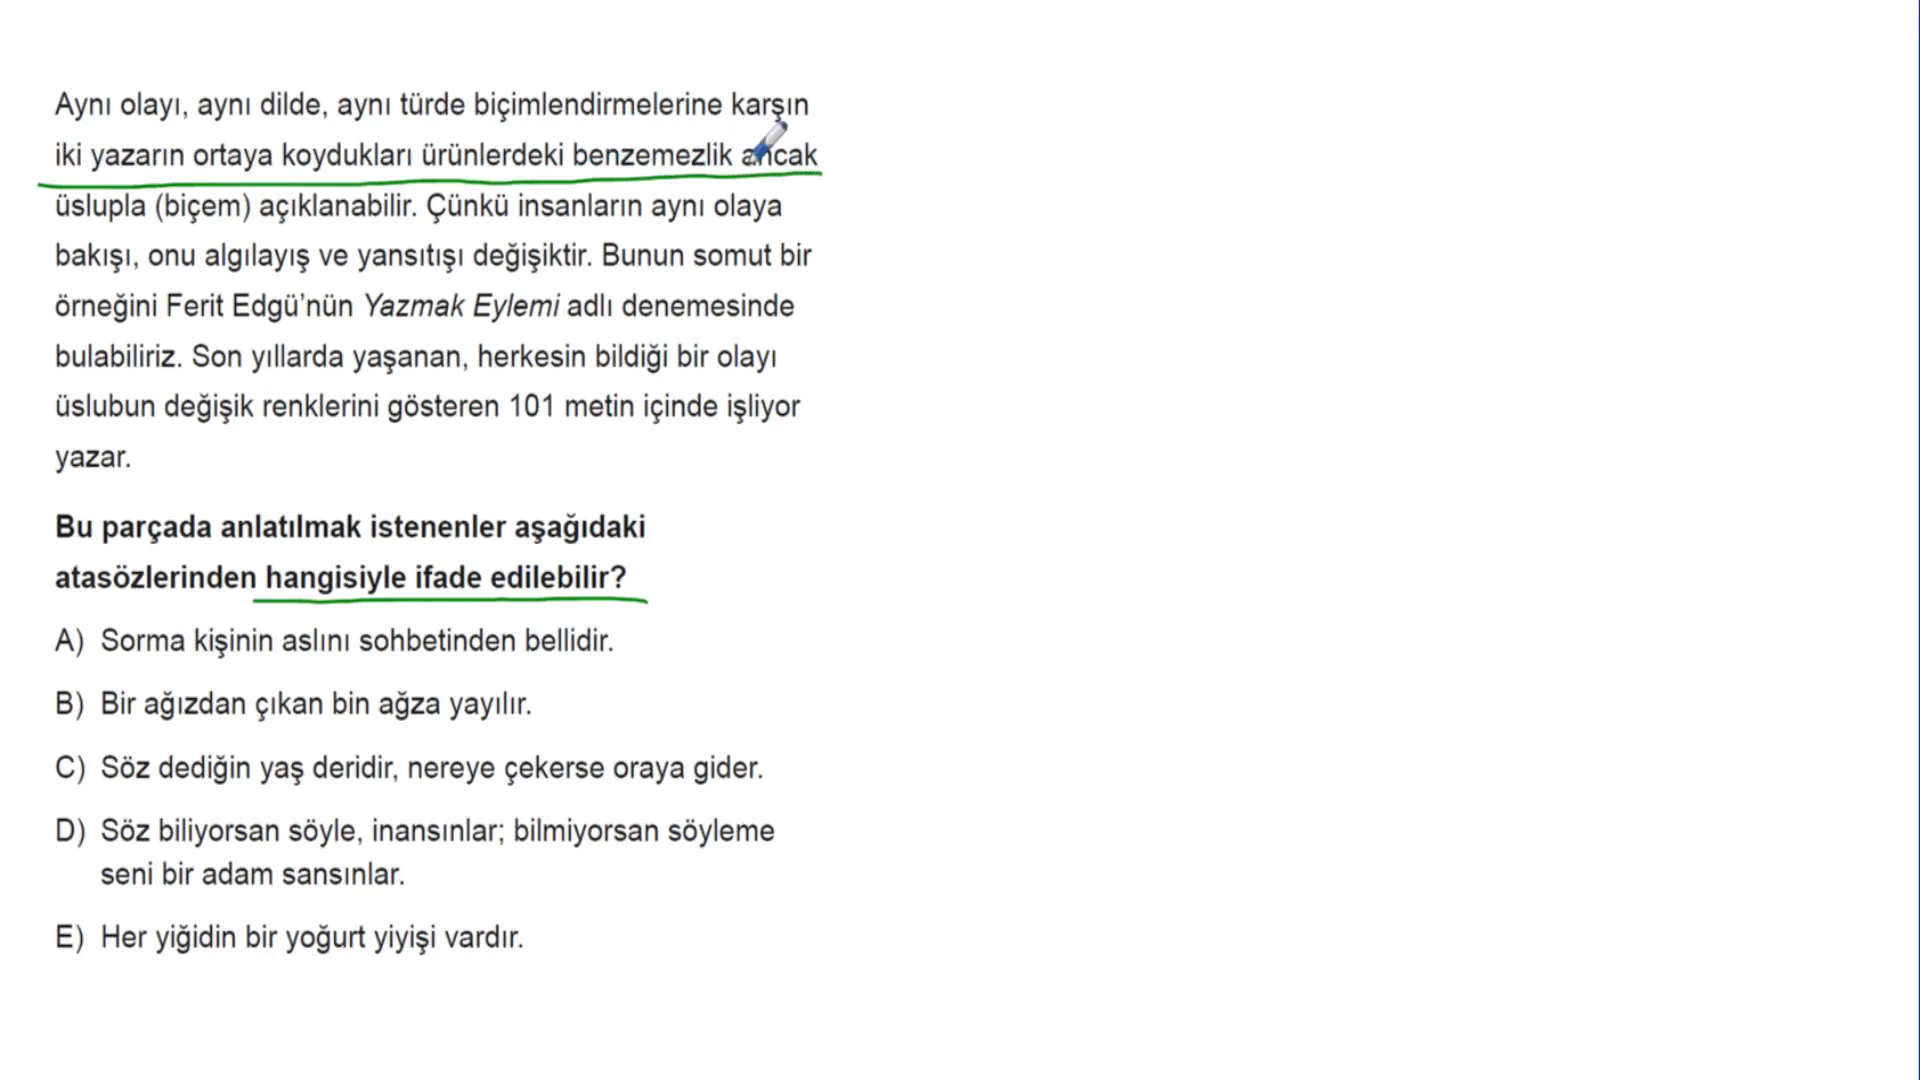 Aynı olayı, aynı dilde, aynı türde biçimlendirmelerine karşın
iki yazarın ortaya koydukları ürünlerdeki benzemezlik ancak
üslupla (biçem) açıklanabilir. Çünkü insanların aynı olaya
bakışı, onu algılayış ve yansıtışı değişiktir. Bunun somut bir
örneğini Ferit Edgü’nün Yazmak Eylemi adlı denemesinde
bulabiliriz. Son yıllarda yaşanan, herkesin bildiği bir olayı
üslubun değişik renklerini gösteren 101 metin içinde işliyor
yazar.
Bu parçada anlatılmak istenenler aşağıdaki
atasözlerinden hangisiyle ifade edilebilir?
A) Sorma kişinin aslını sohbetinden bellidir.
B) Bir ağızdan çıkan bin ağza yayılır.
C) Söz dediğin yaş deridir, nereye çekerse oraya gider.
D) Söz biliyorsan söyle, inansınlar; bilmiyorsan söyleme
seni bir adam sansınlar.
E) Her yiğidin bir yoğurt yiyişi vardır.